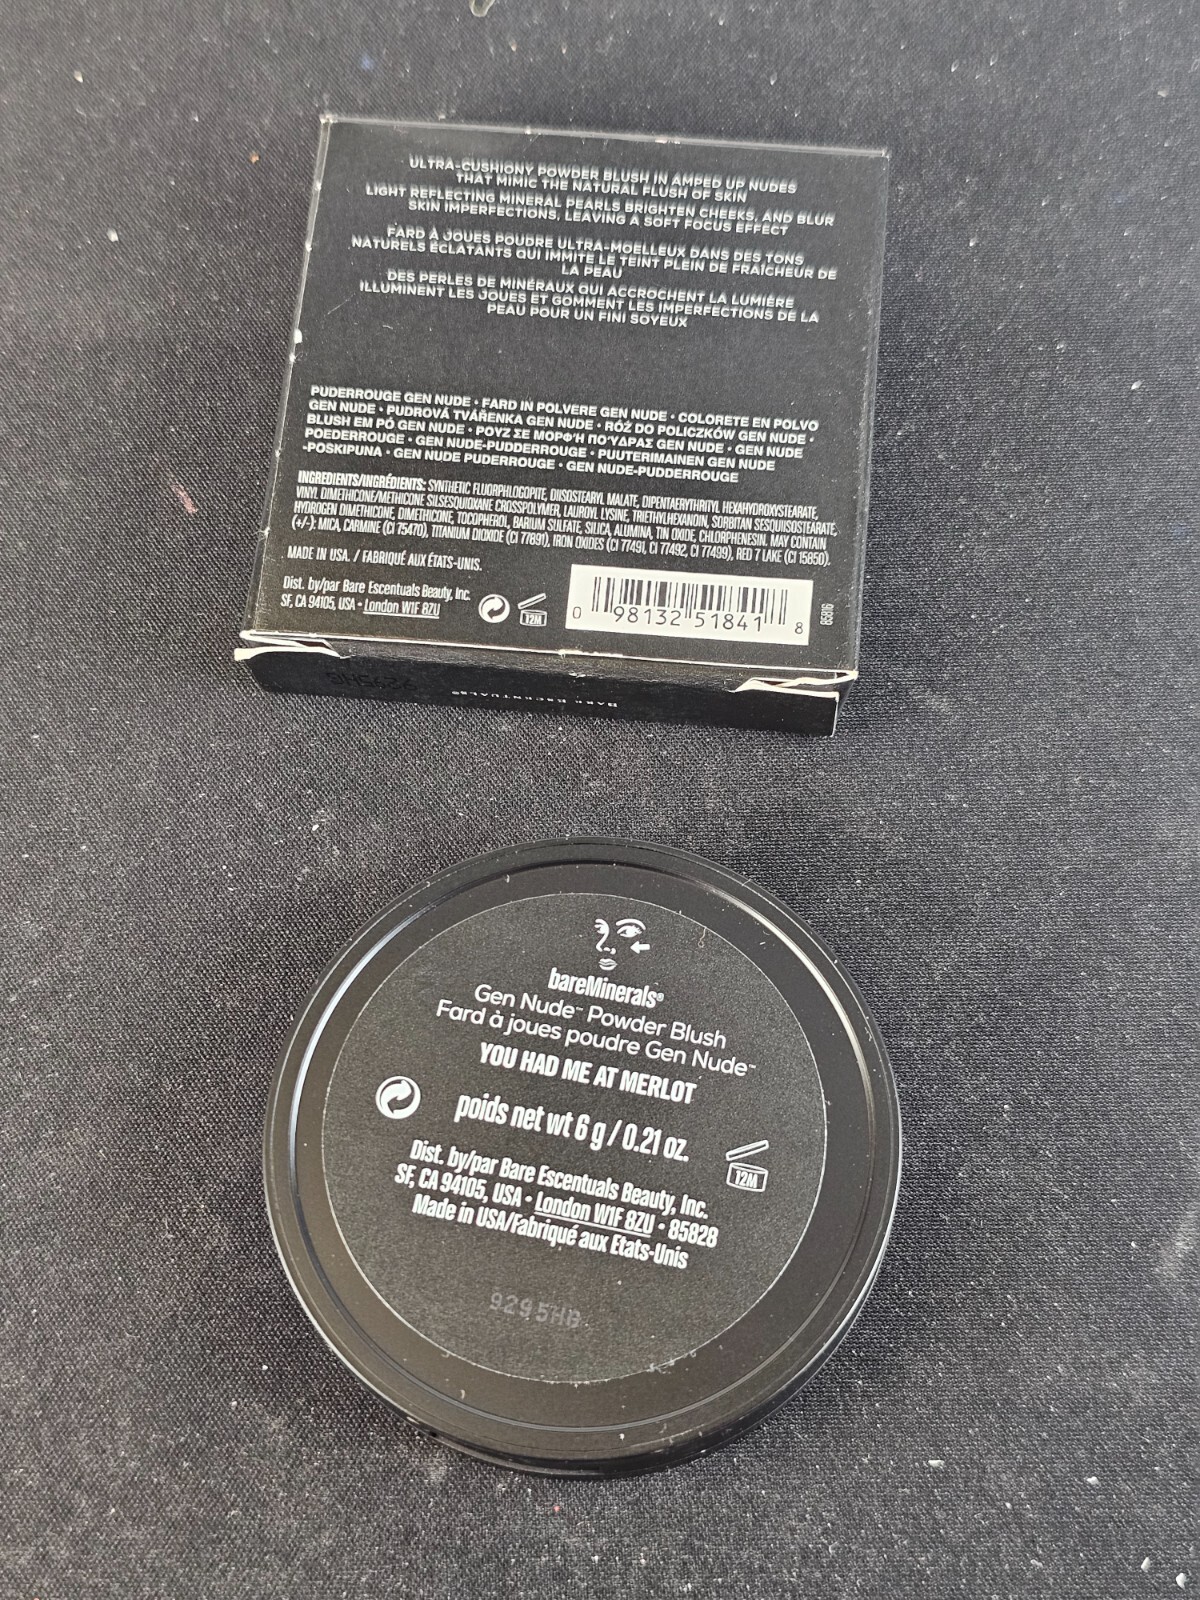 ULTRA-CUSHIONY POWDER BLUSH IN AMPED UP NUDES
THAT MIMIC THE NATURAL FLUSH OF SKIN
LIGHT REFLECTING MINERAL PEARLS BRIGHTEN CHEEKS, AND BLUR
SKIN IMPERFECTIONS, LEAVING A SOFT FOCUS EFFECT
FARD À JOUES POUDRE ULTRA-MOELLEUX DANS DES TONS
NATURELS ÉCLATANTS QUI IMMITE LE TEINT PLEIN DE FRAÎCHEUR DE
LA PEAU
DES PERLES DE MINÉRAUX QUI ACCROCHENT LA LUMIÈRE
ILLUMINENT LES JOUES ET GOMMENT LES IMPERFECTIONS DE LA
PEAU POUR UN FINI SOYEUX
PUDERROUGE GEN NUDE • FARD IN POLVERE GEN NUDE • COLORETE EN POLVO
GEN NUDE • PUDROVÁ TVÁŘENKA GEN NUDE • RÓŻ DO POLICZKÓW GEN NUDE •
BLUSH EM PÓ GEN NUDE • ΡΟΥΖ ΣΕ ΜΟΡΦΉ ΠΟΎΔΡΑΣ GEN NUDE • GEN NUDE
POEDERROUGE • GEN NUDE-PUDDERROUGE • PUUTERIMAINEN GEN NUDE
-POSKIPUNA • GEN NUDE PUDERROUGE • GEN NUDE-PUDDERROUGE
INGREDIENTS/INGRÉDIENTS: SYNTHETIC FLUORPHLOGOPITE, DIISOSTEARYL MALATE, DIPENTAERYTHRITYL HEXAHYDROXYSTEARATE,
VINYL DIMETHICONE/METHICONE SILSESQUIOXANE CROSSPOLYMER, LAUROYL LYSINE, TRIETHYLHEXANOIN, SORBITAN SESQUIISOSTEARATE,
HYDROGEN DIMETHICONE, DIMETHICONE, TOCOPHEROL, BARIUM SULFATE, SILICA, ALUMINA, TIN OXIDE, CHLORPHENESIN. MAY CONTAIN
(+/-): MICA, CARMINE (CI 75470), TITANIUM DIOXIDE (CI 77891), IRON OXIDES (CI 77491, CI 77492, CI 77499), RED 7 LAKE (CI 15850).
MADE IN USA. / FABRIQUÉ AUX ÉTATS-UNIS.
Dist. by/par Bare Escentuals Beauty, Inc.
SF, CA 94105, USA • London W1F 8ZU
12M
0 98132 51841 8
85816
9295HG
BARE ESCENTUALS®
bareMinerals®
Gen Nude™ Powder Blush
Fard à joues poudre Gen Nude™
YOU HAD ME AT MERLOT
poids net wt 6 g / 0.21 oz.
12M
Dist. by/par Bare Escentuals Beauty, Inc.
SF, CA 94105, USA • London W1F 8ZU • 85828
Made in USA/Fabriqué aux États-Unis